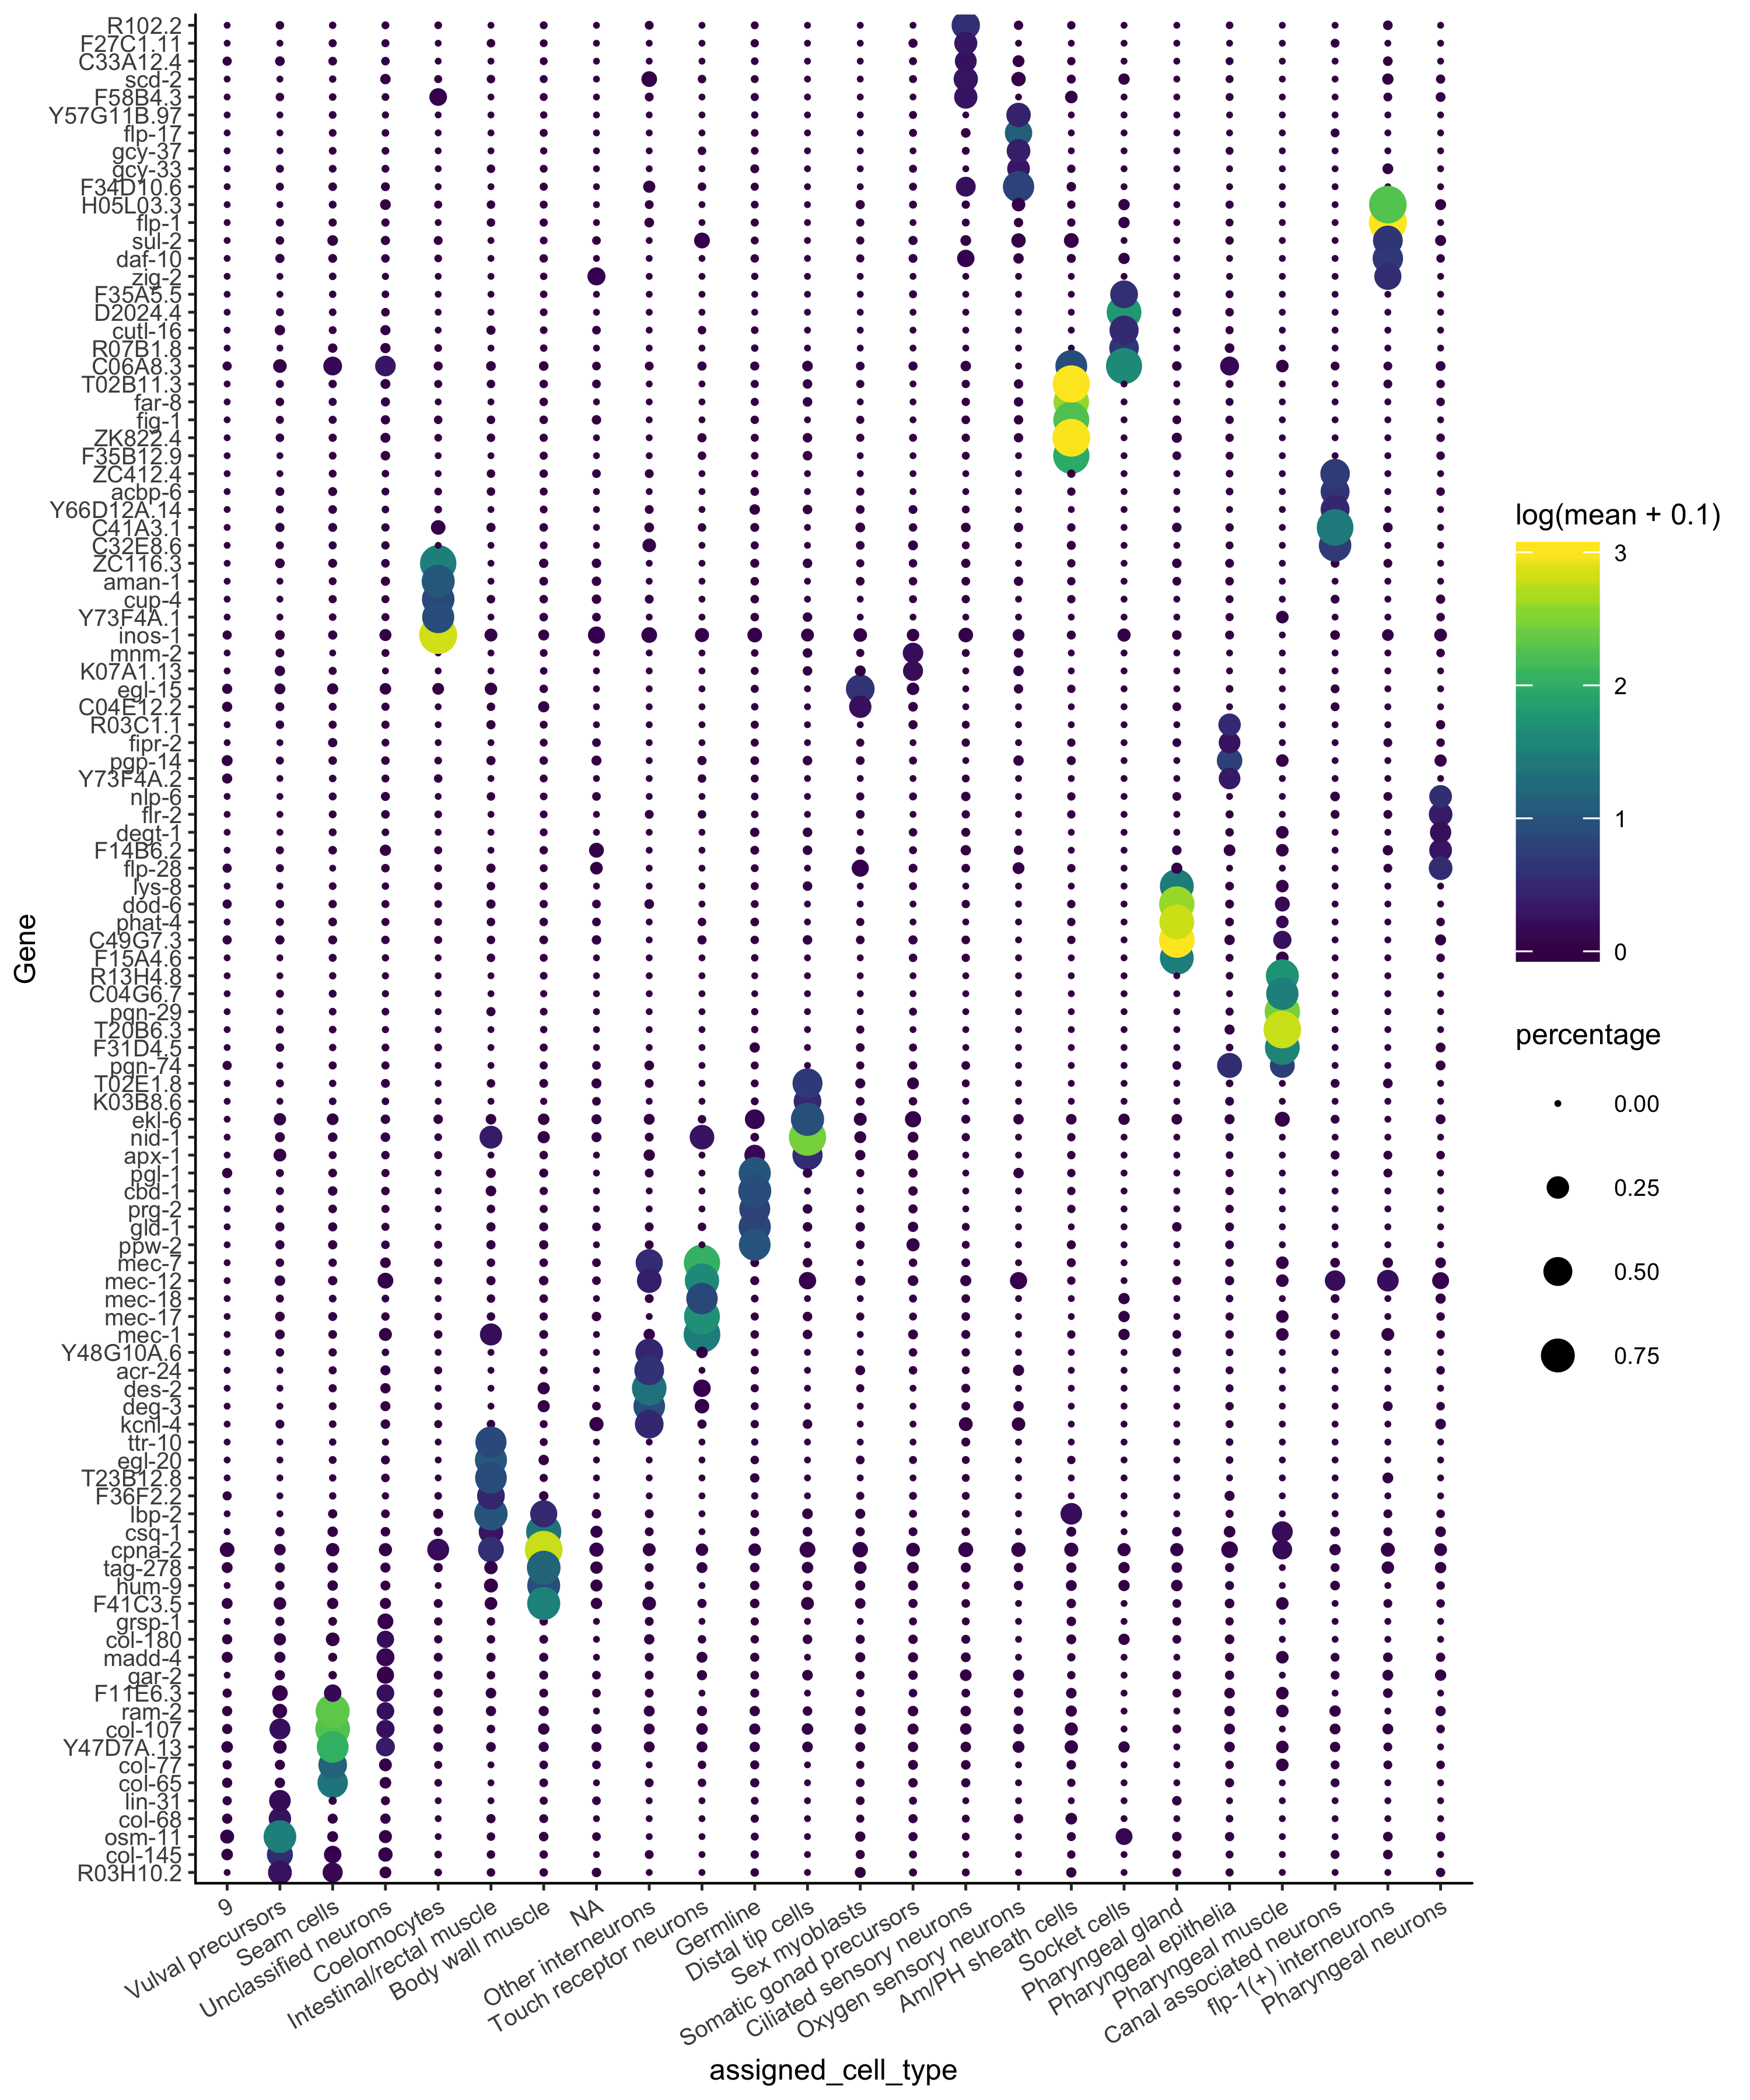 R102.2
F27C1.11
C33A12.4
scd-2
F58B4.3
Y57G11B.97
flp-17
gcy-37
gcy-33
F34D10.6
H05L03.3
flp-1
sul-2
daf-10
zig-2
F35A5.5
D2024.4
cutl-16
R07B1.8
C06A8.3
T02B11.3
far-8
fig-1
ZK822.4
F35B12.9
ZC412.4
acbp-6
Y66D12A.14
C41A3.1
C32E8.6
ZC116.3
aman-1
cup-4
Y73F4A.1
inos-1
mnm-2
K07A1.13
egl-15
C04E12.2
R03C1.1
fipr-2
pgp-14
Y73F4A.2
nlp-6
flr-2
degt-1
F14B6.2
flp-28
lys-8
dod-6
phat-4
C49G7.3
F15A4.6
R13H4.8
C04G6.7
pqn-29
T20B6.3
F31D4.5
pqn-74
T02E1.8
K03B8.6
ekl-6
nid-1
apx-1
pgl-1
cbd-1
prg-2
gld-1
ppw-2
mec-7
mec-12
mec-18
mec-17
mec-1
Y48G10A.6
acr-24
des-2
deg-3
kcnl-4
ttr-10
egl-20
T23B12.8
F36F2.2
lbp-2
csq-1
cpna-2
tag-278
hum-9
F41C3.5
grsp-1
col-180
madd-4
gar-2
F11E6.3
ram-2
col-107
Y47D7A.13
col-77
col-65
lin-31
col-68
osm-11
col-145
R03H10.2
Gene
9
Vulval precursors
Seam cells
Unclassified neurons
Coelomocytes
Intestinal/rectal muscle
Body wall muscle
NA
Other interneurons
Touch receptor neurons
Germline
Distal tip cells
Sex myoblasts
Somatic gonad precursors
Ciliated sensory neurons
Oxygen sensory neurons
Am/PH sheath cells
Socket cells
Pharyngeal gland
Pharyngeal epithelia
Pharyngeal muscle
Canal associated neurons
flp-1(+) interneurons
Pharyngeal neurons
assigned_cell_type
log(mean + 0.1)
3
2
1
0
percentage
0.00
0.25
0.50
0.75